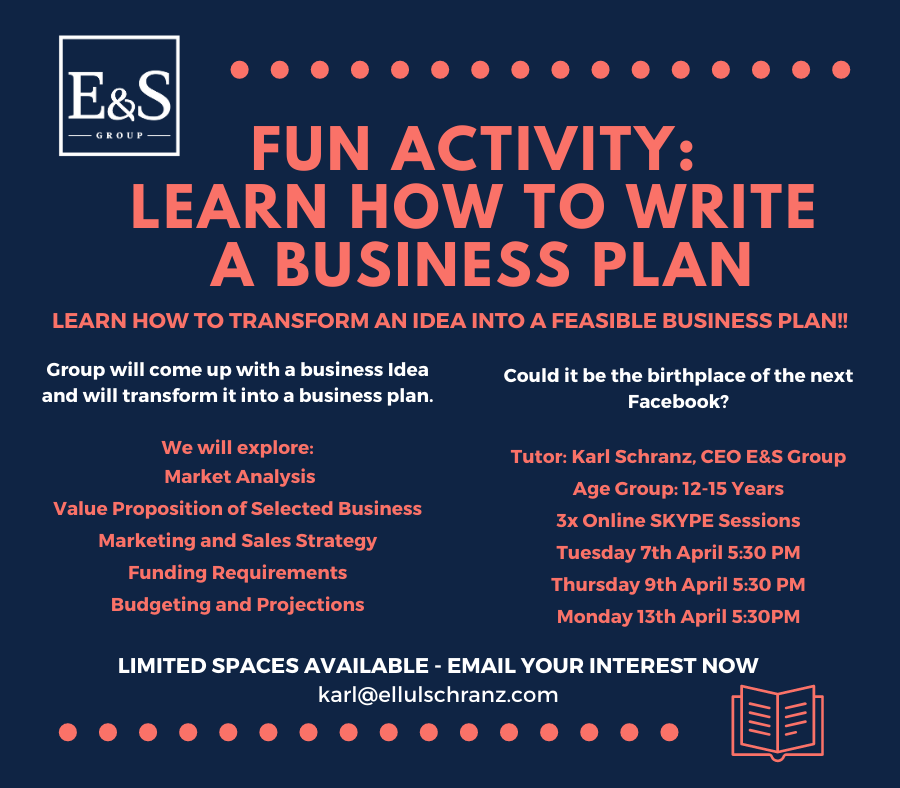 E&S
GROUP
FUN ACTIVITY:
LEARN HOW TO WRITE
A BUSINESS PLAN
LEARN HOW TO TRANSFORM AN IDEA INTO A FEASIBLE BUSINESS PLAN!!
Group will come up with a business Idea
and will transform it into a business plan.
We will explore:
Market Analysis
Value Proposition of Selected Business
Marketing and Sales Strategy
Funding Requirements
Budgeting and Projections
Could it be the birthplace of the next
Facebook?
Tutor: Karl Schranz, CEO E&S Group
Age Group: 12-15 Years
3x Online SKYPE Sessions
Tuesday 7th April 5:30 PM
Thursday 9th April 5:30 PM
Monday 13th April 5:30PM
LIMITED SPACES AVAILABLE - EMAIL YOUR INTEREST NOW
karl@ellulschranz.com